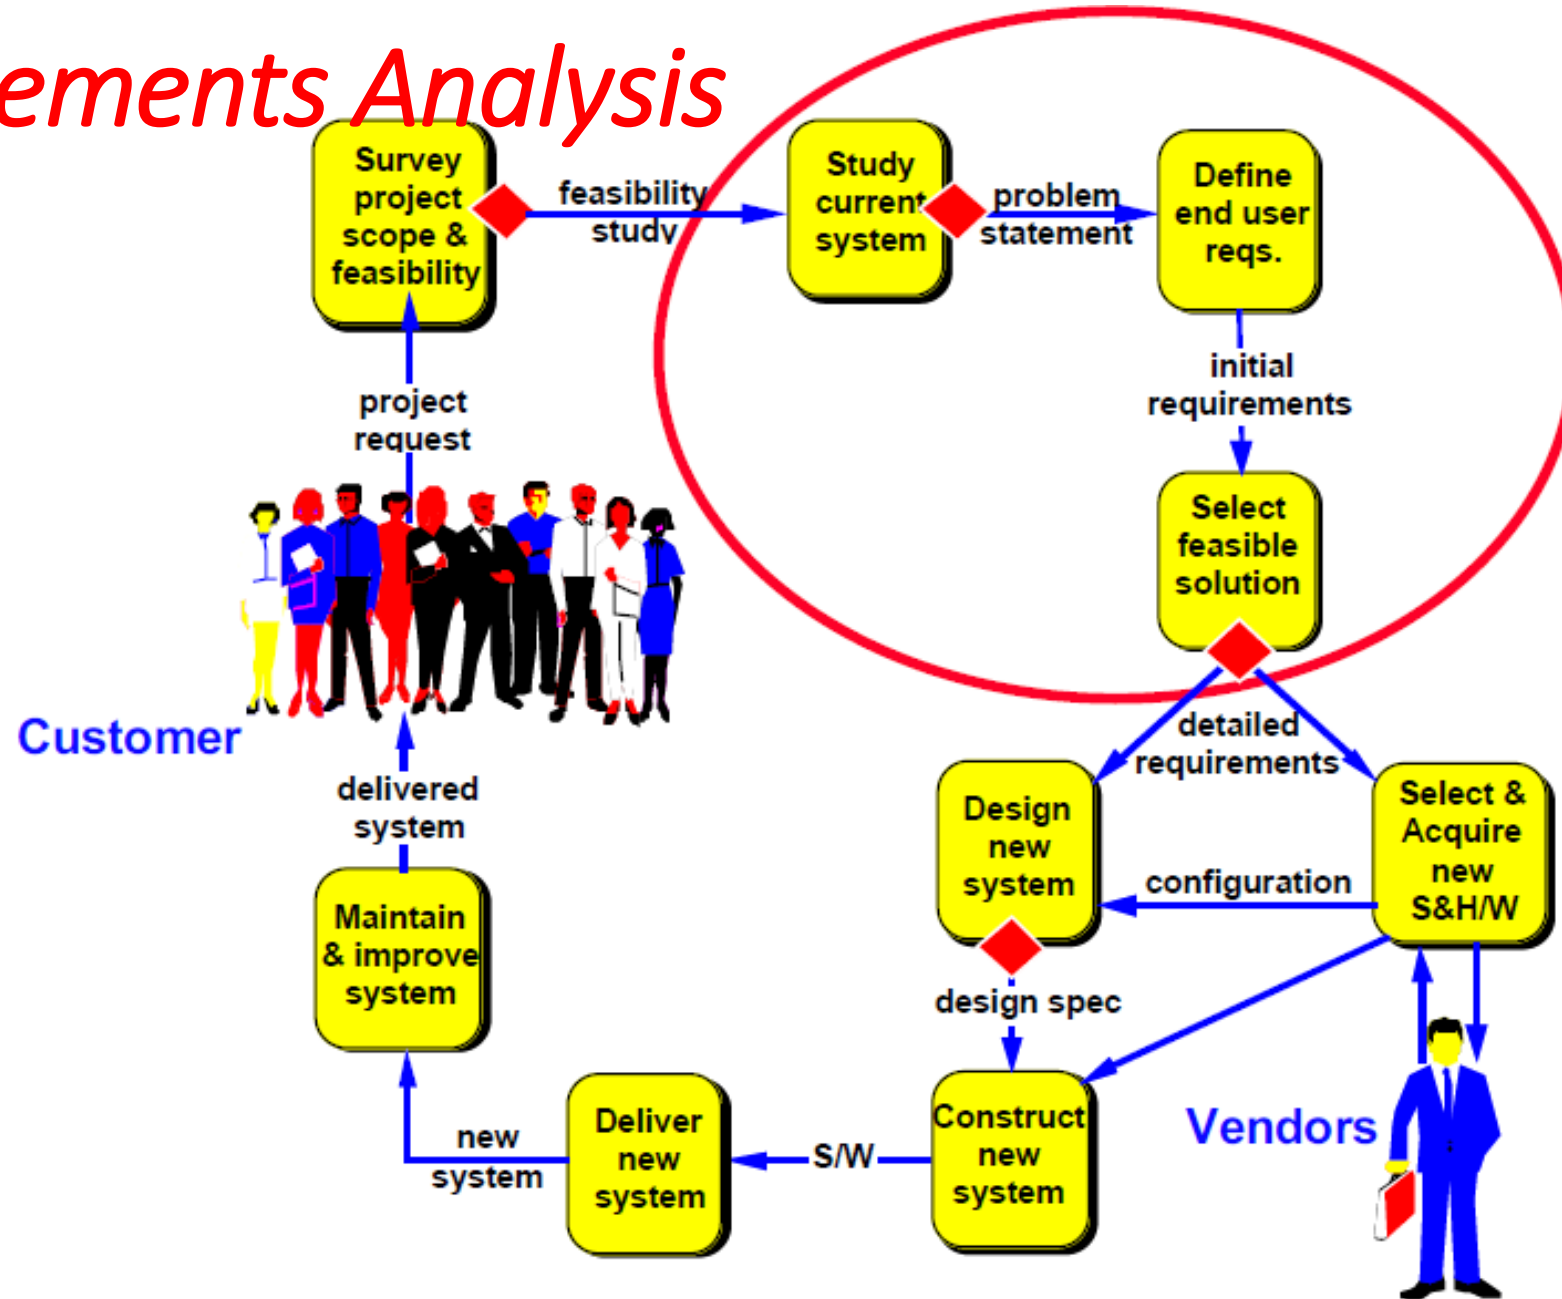 ements Analysis
Survey
project
scope &
feasibility
feasibility
study
Study
current
system
problem
statement
Define
end user
reqs.
initial
requirements
Select
feasible
solution
project
request
Customer
detailed
requirements
Design
new
system
Select &
Acquire
new
S&H/W
configuration
delivered
system
Maintain
& improve
system
design spec
Construct
new
system
Vendors
S/W
Deliver
new
system
new
system